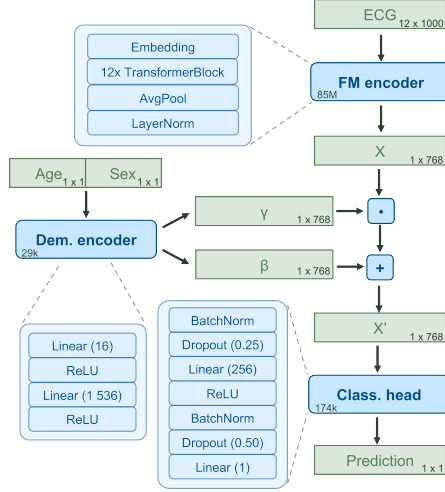 ECG
12 x 1000
Embedding
12x TransformerBlock
AvgPool
LayerNorm
FM encoder
85M
X
1 x 768
Age 1 x 1 Sex 1 x 1
Dem. encoder
29k
γ
1 x 768
·
β
1 x 768
+
Linear (16)
ReLU
Linear (1 536)
ReLU
BatchNorm
Dropout (0.25)
Linear (256)
ReLU
BatchNorm
Dropout (0.50)
Linear (1)
X'
1 x 768
Class. head
174k
Prediction
1 x 1